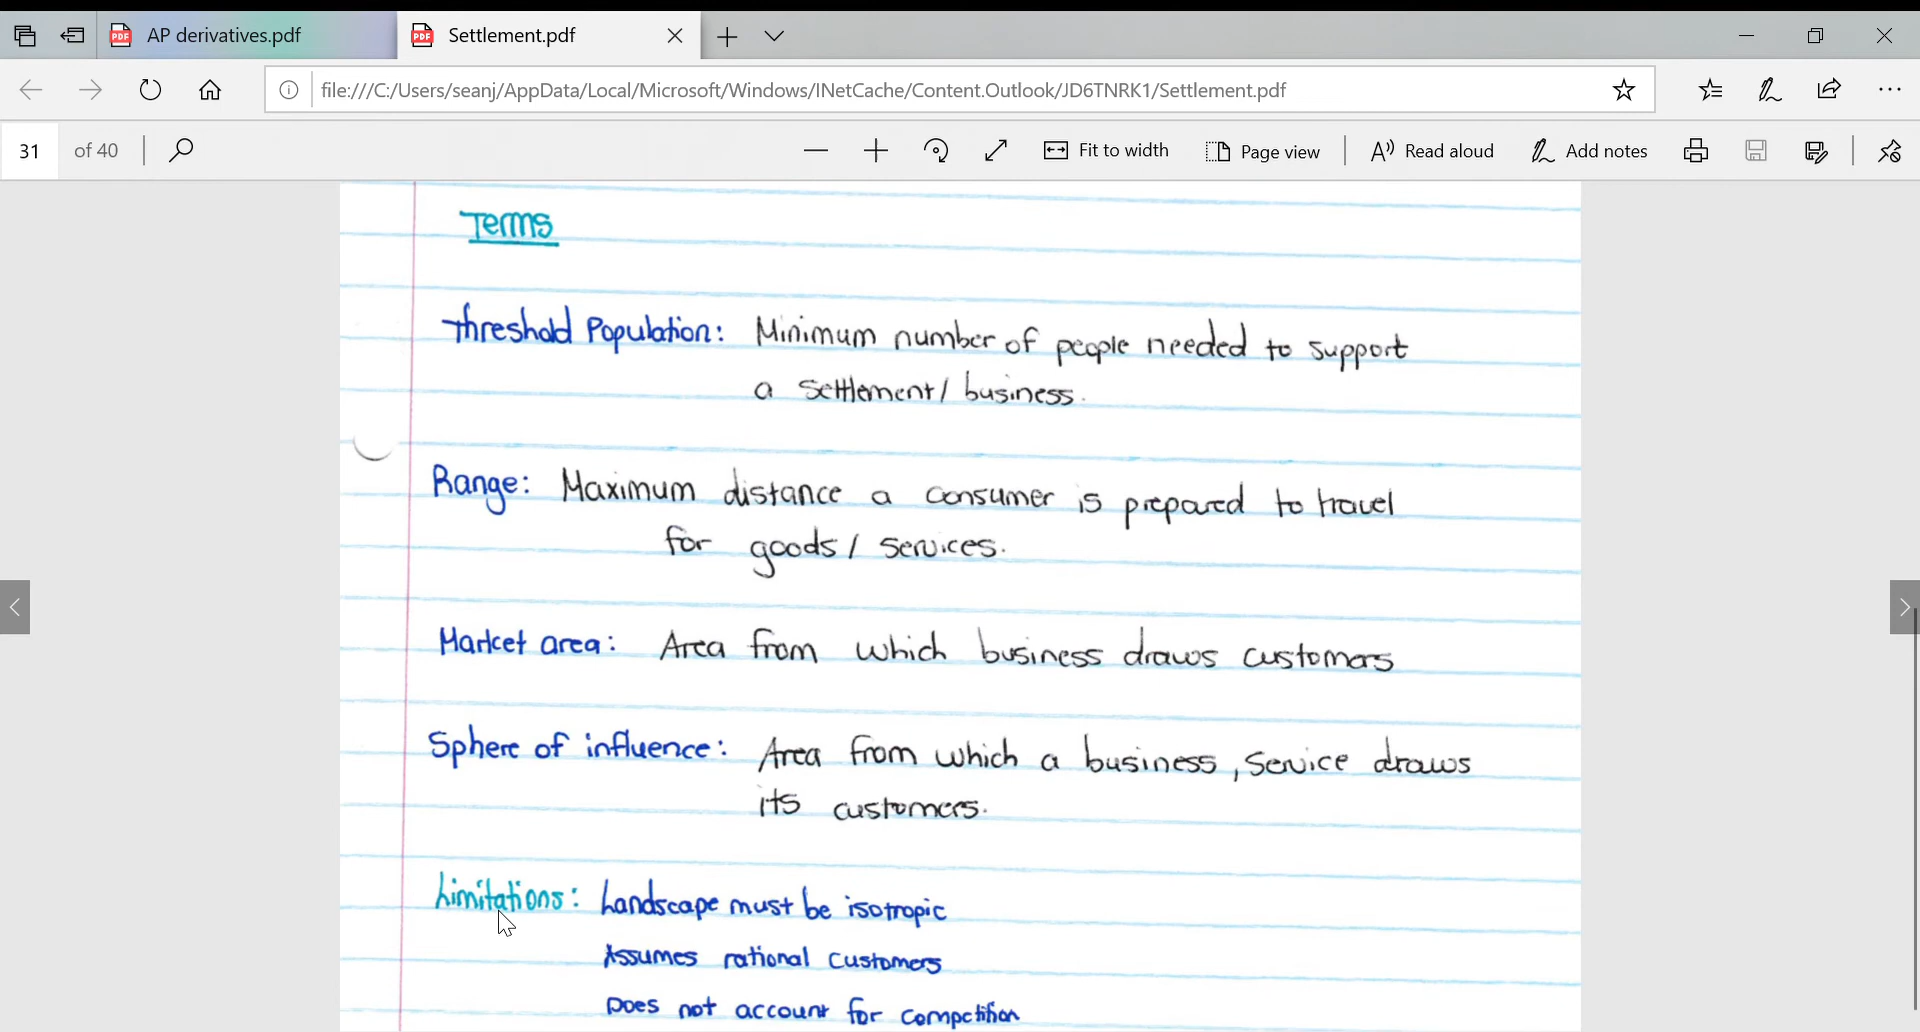 AP derivatives.pdf
Settlement.pdf
file:///C:/Users/seanj/AppData/Local/Microsoft/Windows/INetCache/Content.Outlook/JD6TNRK1/Settlement.pdf
31 of 40
Fit to width
Page view
Read aloud
Add notes
Terms
Threshold Population: Minimum number of people needed to support
a settlement/ business.
Range: Maximum distance a consumer is prepared to travel
for goods/ services.
Market area: Area from which business draws customers
Sphere of influence: Area from which a business, service draws
its customers.
Limitations: Landscape must be isotropic
Assumes rational customers
Does not account for competition